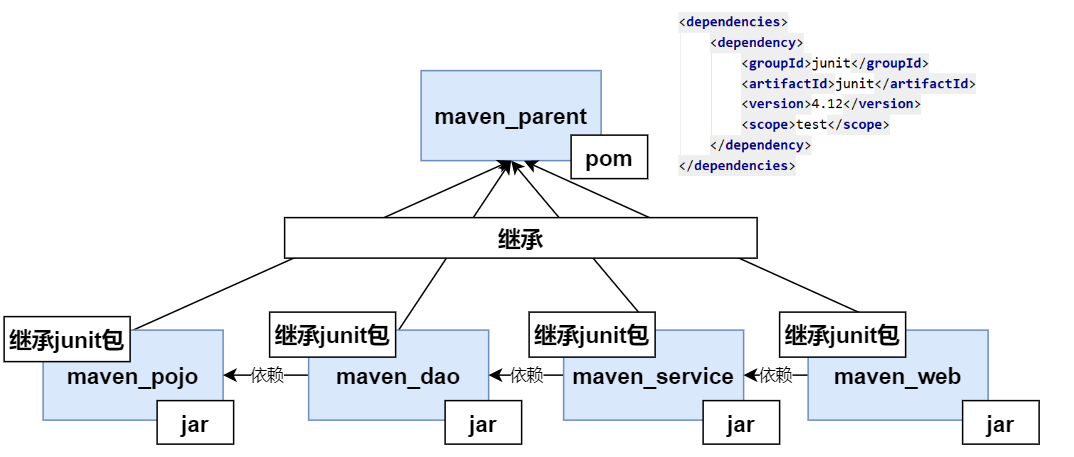 <dependencies>
<dependency>
<groupId>junit</groupId>
<artifactId>junit</artifactId>
<version>4.12</version>
<scope>test</scope>
</dependency>
</dependencies>
maven_parent
pom
继承
继承junit包
maven_pojo
jar
依赖
继承junit包
maven_dao
jar
依赖
继承junit包
maven_service
jar
依赖
继承junit包
maven_web
jar